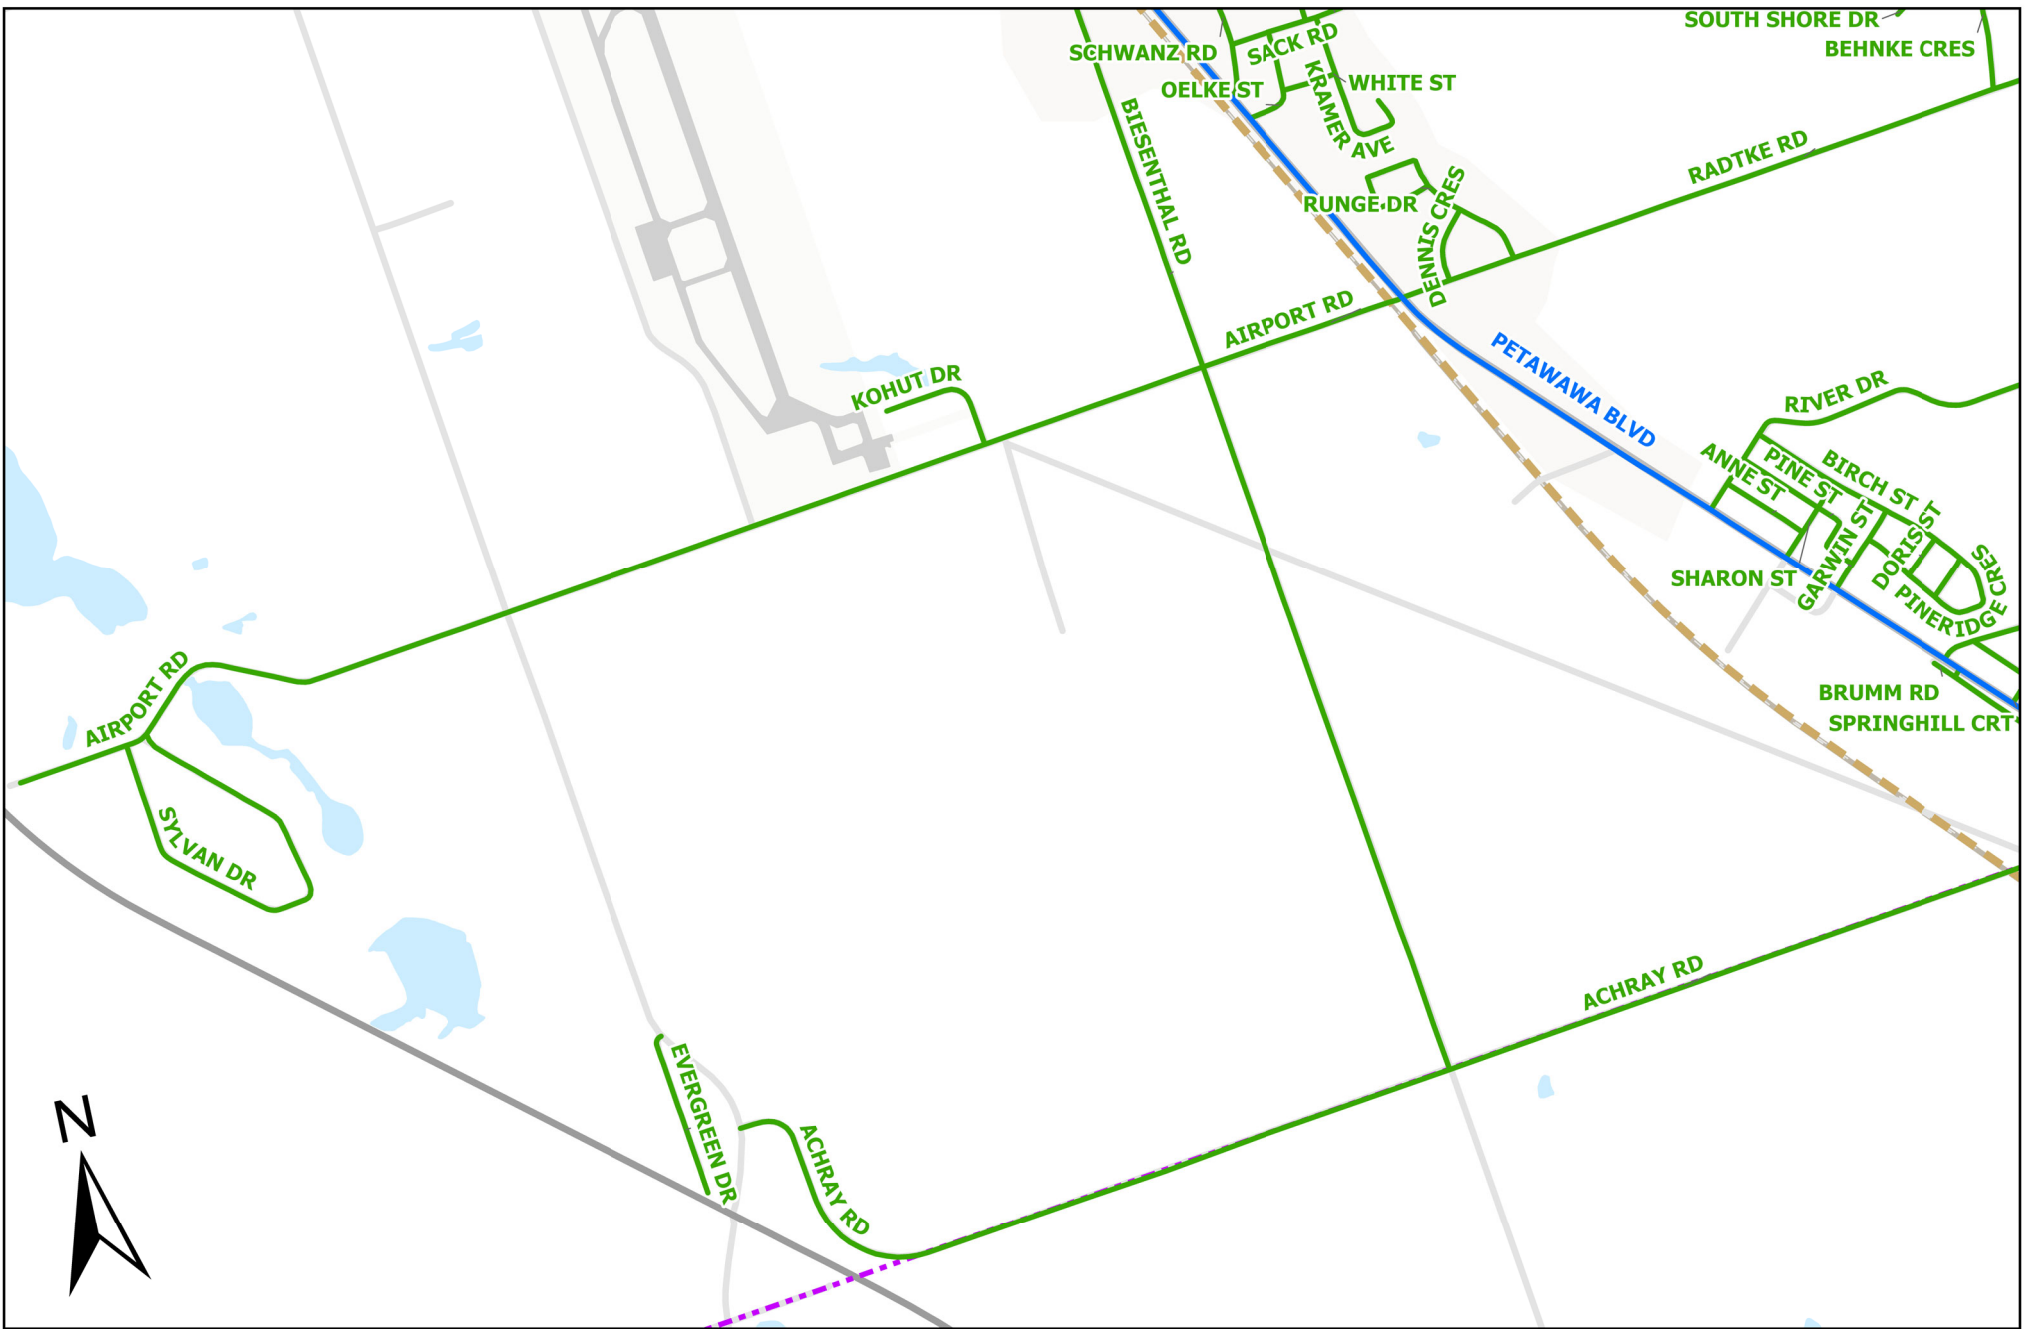 SOUTH SHORE DR
BEHNKE CRES
SCHWANZ RD
SACK RD
OELKE ST
WHITE ST
KRAMER AVE
BIESENTHAL RD
RADTKE RD
RUNGE DR
DENNIS CRES
AIRPORT RD
PETAWAWA BLVD
KOHUT DR
RIVER DR
ANNE ST
PINE ST
BIRCH ST
SHARON ST
GARWIN ST
DORIS ST
PINERIDGE CRES
BRUMM RD
SPRINGHILL CRT
AIRPORT RD
SYLVAN DR
ACHRAY RD
EVERGREEN DR
ACHRAY RD
N